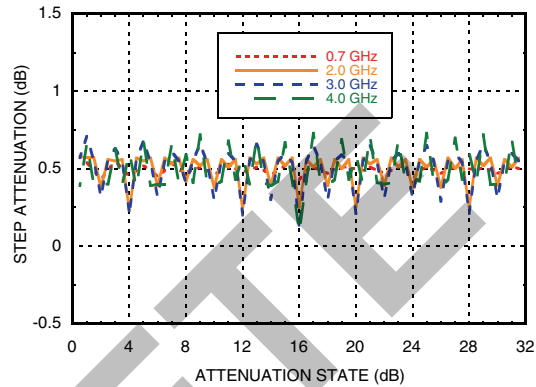 1.5
1
0.5
0
-0.5
STEP ATTENUATION (dB)
0.7 GHz
2.0 GHz
3.0 GHz
4.0 GHz
0 4 8 12 16 20 24 28 32
ATTENUATION STATE (dB)
ETE